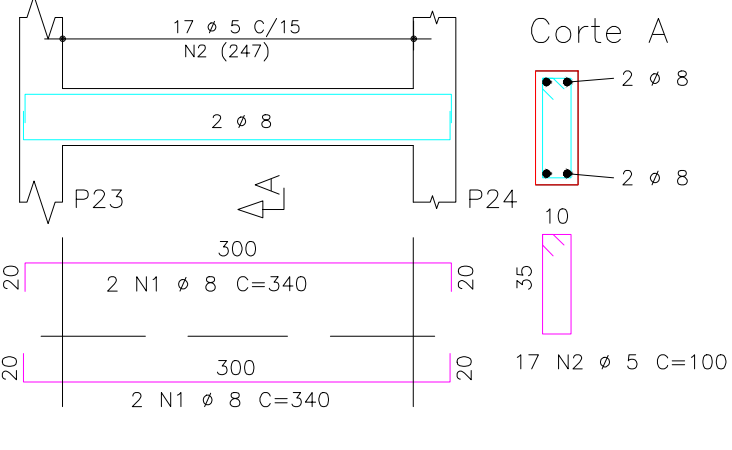 17 ø 5 C/15
N2 (247)
Corte A
2 ø 8
2 ø 8
2 ø 8
A
P23
P24
10
35
17 N2 ø 5 C=100
300
20
20
2 N1 ø 8 C=340
20
300
20
2 N1 ø 8 C=340